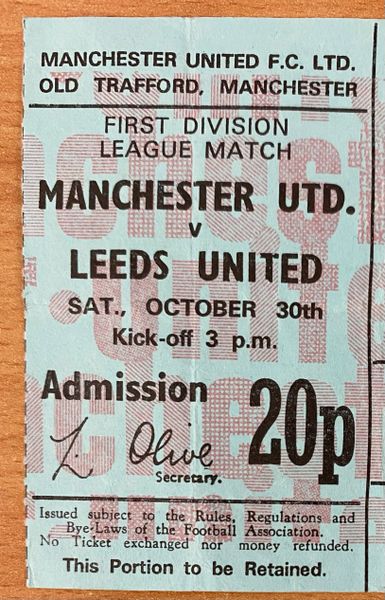 MANCHESTER UNITED F.C. LTD.
OLD TRAFFORD, MANCHESTER
FIRST DIVISION
LEAGUE MATCH
MANCHESTER UTD.
v
LEEDS UNITED
SAT., OCTOBER 30th
Kick-off 3 p.m.
Admission 20p
L. Olive
Secretary.
Issued subject to the Rules, Regulations and
Bye-Laws of the Football Association.
No Ticket exchanged nor money refunded.
This Portion to be Retained.